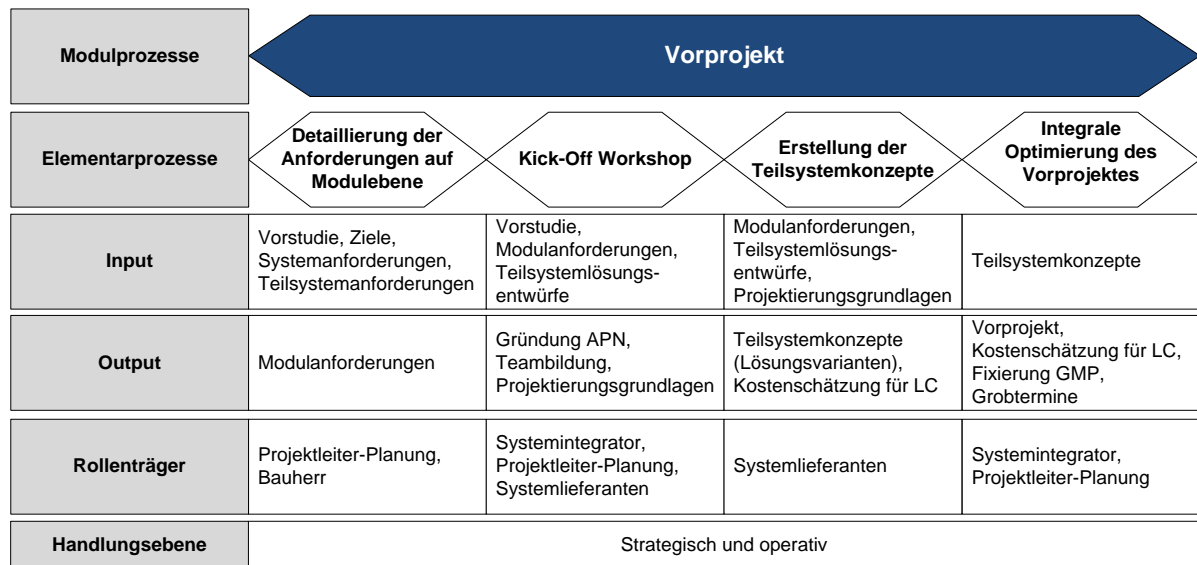 Modulprozesse
Vorprojekt
Elementarprozesse
Detaillierung der
Anforderungen auf
Modulebene
Kick-Off Workshop
Erstellung der
Teilsystemkonzepte
Integrale
Optimierung des
Vorprojektes
Input
Vorstudie, Ziele,
Systemanforderungen,
Teilsystemanforderungen
Vorstudie,
Modulanforderungen,
Teilsystemlösungs-
entwürfe
Modulanforderungen,
Teilsystemlösungs-
entwürfe,
Projektierungsgrundlagen
Teilsystemkonzepte
Output
Modulanforderungen
Gründung APN,
Teambildung,
Projektierungsgrundlagen
Teilsystemkonzepte
(Lösungsvarianten),
Kostenschätzung für LC
Vorprojekt,
Kostenschätzung für LC,
Fixierung GMP,
Grobtermine
Rollenträger
Projektleiter-Planung,
Bauherr
Systemintegrator,
Projektleiter-Planung,
Systemlieferanten
Systemlieferanten
Systemintegrator,
Projektleiter-Planung
Handlungsebene
Strategisch und operativ